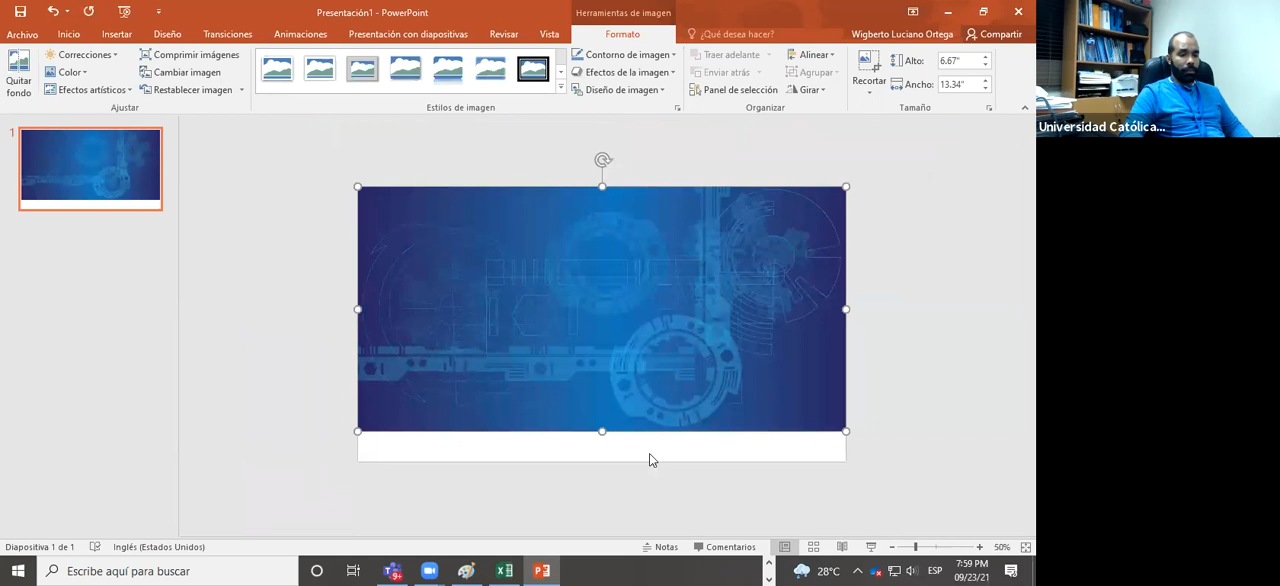 Presentación1 - PowerPoint
Herramientas de imagen
Archivo Inicio Insertar Diseño Transiciones Animaciones Presentación con diapositivas Revisar Vista Formato ¿Qué desea hacer? Wigberto Luciano Ortega Compartir
Quitar fondo
Correcciones
Color
Efectos artísticos
Comprimir imágenes
Cambiar imagen
Restablecer imagen
Contorno de imagen
Efectos de la imagen
Diseño de imagen
Traer adelante
Enviar atrás
Panel de selección
Alinear
Agrupar
Girar
Recortar
Alto: 6.67"
Ancho: 13.34"
Ajustar Estilos de imagen Organizar Tamaño
Universidad Católica...
1
Diapositiva 1 de 1 Inglés (Estados Unidos) Notas Comentarios 50%
Escribe aquí para buscar
9+
28°C
ESP
7:59 PM
09/23/21